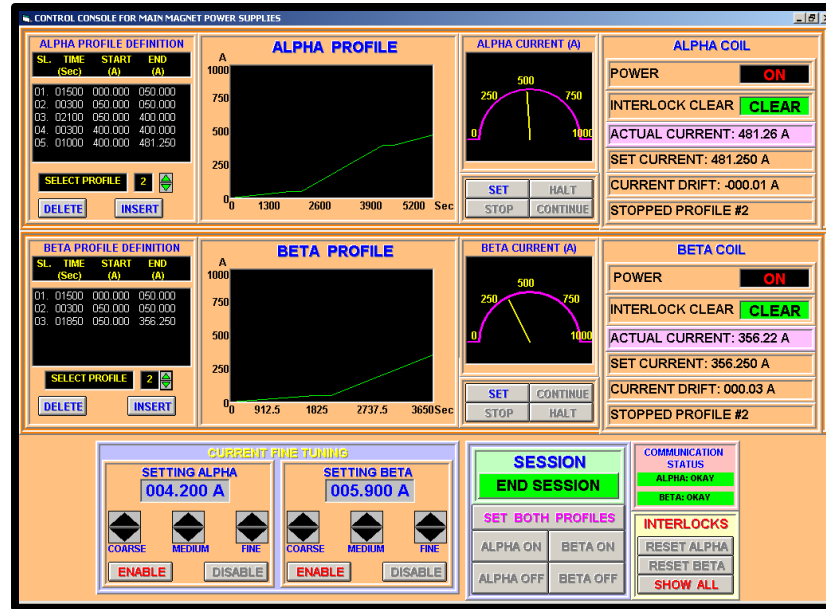 CONTROL CONSOLE FOR MAIN MAGNET POWER SUPPLIES
ALPHA PROFILE DEFINITION
SL. TIME START END
(Sec) (A) (A)
01. 01500 000.000 050.000
02. 00300 050.000 050.000
03. 02100 050.000 400.000
04. 00300 400.000 400.000
05. 01000 400.000 481.250
SELECT PROFILE 2
DELETE INSERT
ALPHA PROFILE
A
1000
750
500
250
0
0 1300 2600 3900 5200 Sec
ALPHA CURRENT (A)
500
250 750
0 1000
SET HALT
STOP CONTINUE
ALPHA COIL
POWER ON
INTERLOCK CLEAR CLEAR
ACTUAL CURRENT: 481.26 A
SET CURRENT: 481.250 A
CURRENT DRIFT: -000.01 A
STOPPED PROFILE #2
BETA PROFILE DEFINITION
SL. TIME START END
(Sec) (A) (A)
01. 01500 000.000 050.000
02. 00300 050.000 050.000
03. 01850 050.000 356.250
SELECT PROFILE 2
DELETE INSERT
BETA PROFILE
A
1000
750
500
250
0
0 912.5 1825 2737.5 3650 Sec
BETA CURRENT (A)
500
250 750
0 1000
SET CONTINUE
STOP HALT
BETA COIL
POWER ON
INTERLOCK CLEAR CLEAR
ACTUAL CURRENT: 356.22 A
SET CURRENT: 356.250 A
CURRENT DRIFT: 000.03 A
STOPPED PROFILE #2
CURRENT FINE TUNING
SETTING ALPHA
004.200 A
COARSE MEDIUM FINE
ENABLE DISABLE
SETTING BETA
005.900 A
COARSE MEDIUM FINE
ENABLE DISABLE
SESSION
END SESSION
SET BOTH PROFILES
ALPHA ON BETA ON
ALPHA OFF BETA OFF
COMMUNICATION
STATUS
ALPHA: OKAY
BETA: OKAY
INTERLOCKS
RESET ALPHA
RESET BETA
SHOW ALL